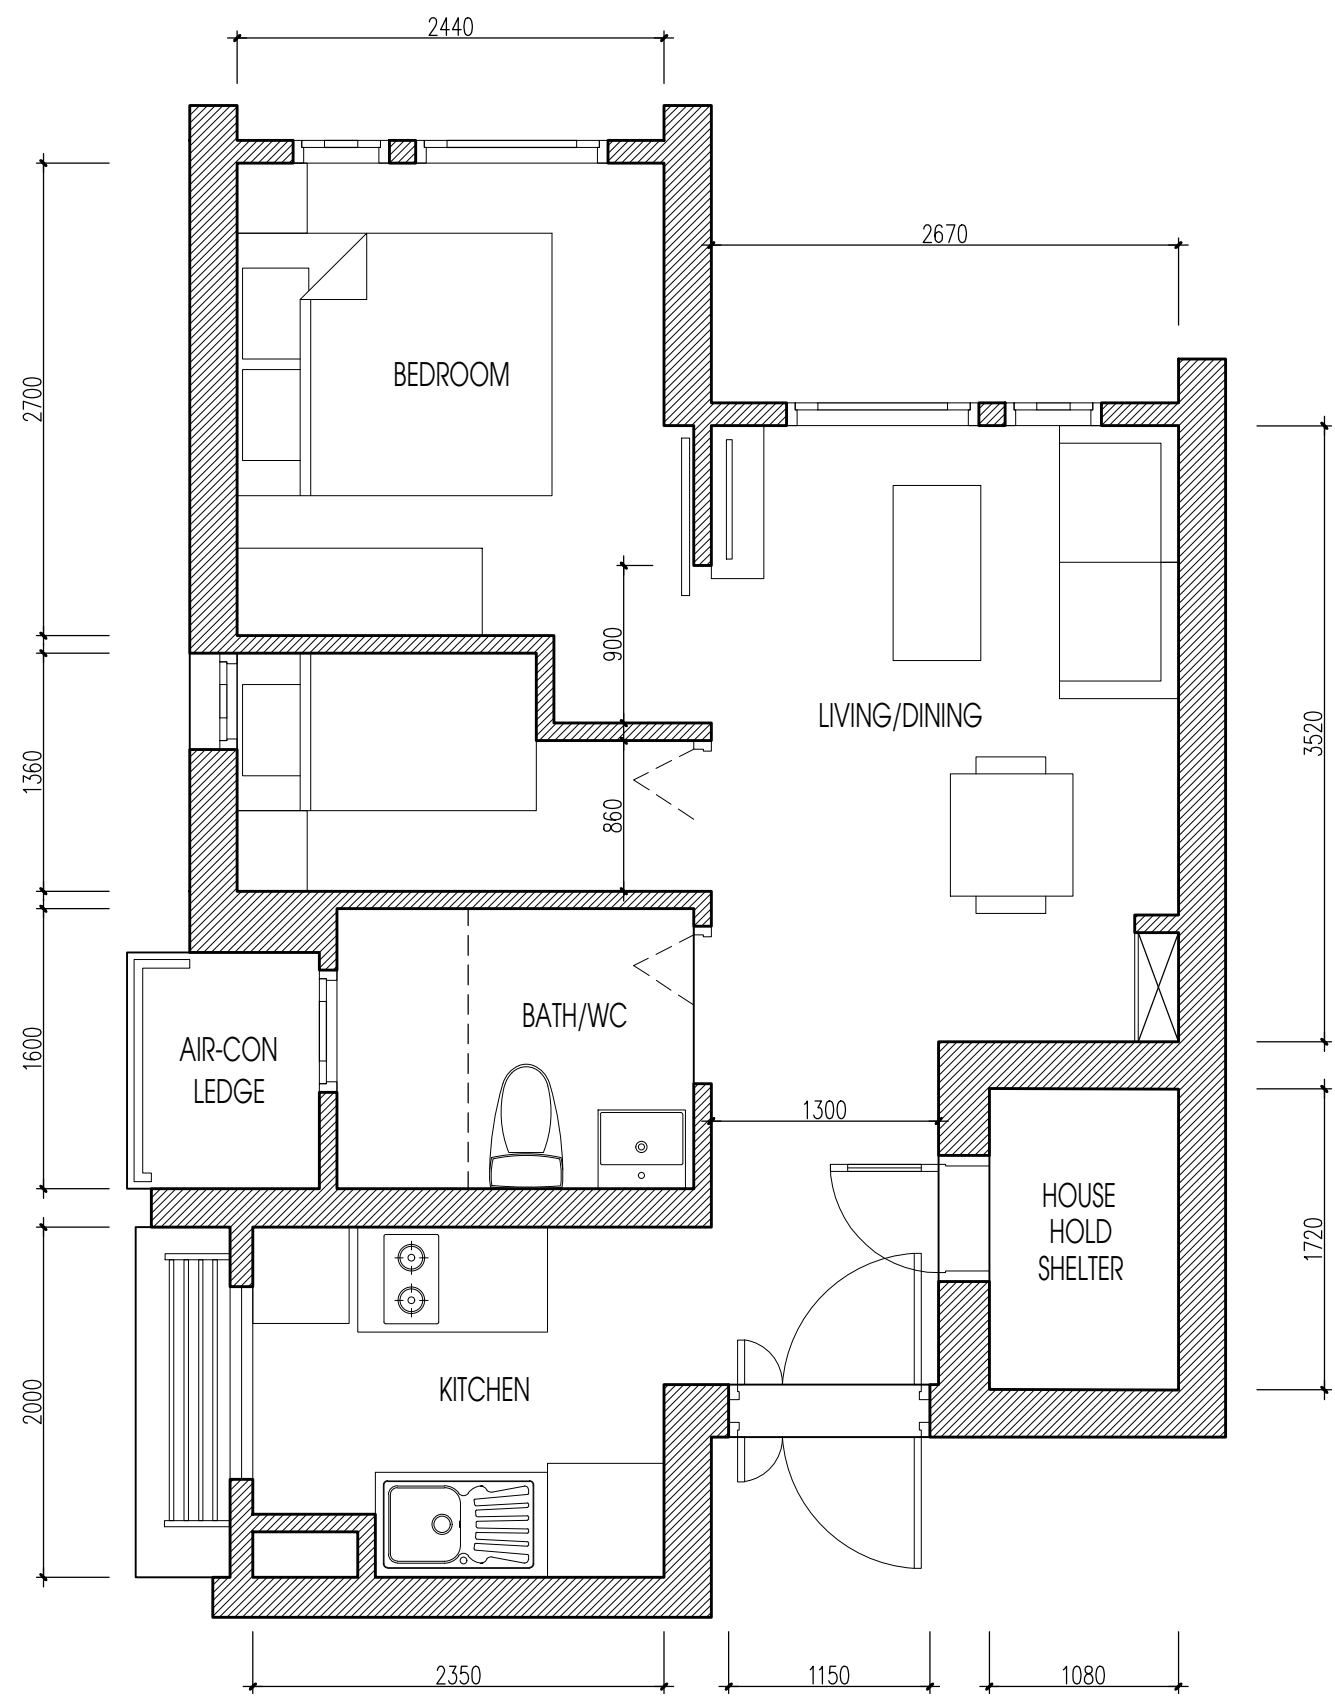 2440
2670
2700
BEDROOM
900
LIVING/DINING
3520
1360
860
BATH/WC
AIR-CON
LEDGE
1600
1300
HOUSE
HOLD
SHELTER
1720
KITCHEN
2000
2350
1150
1080